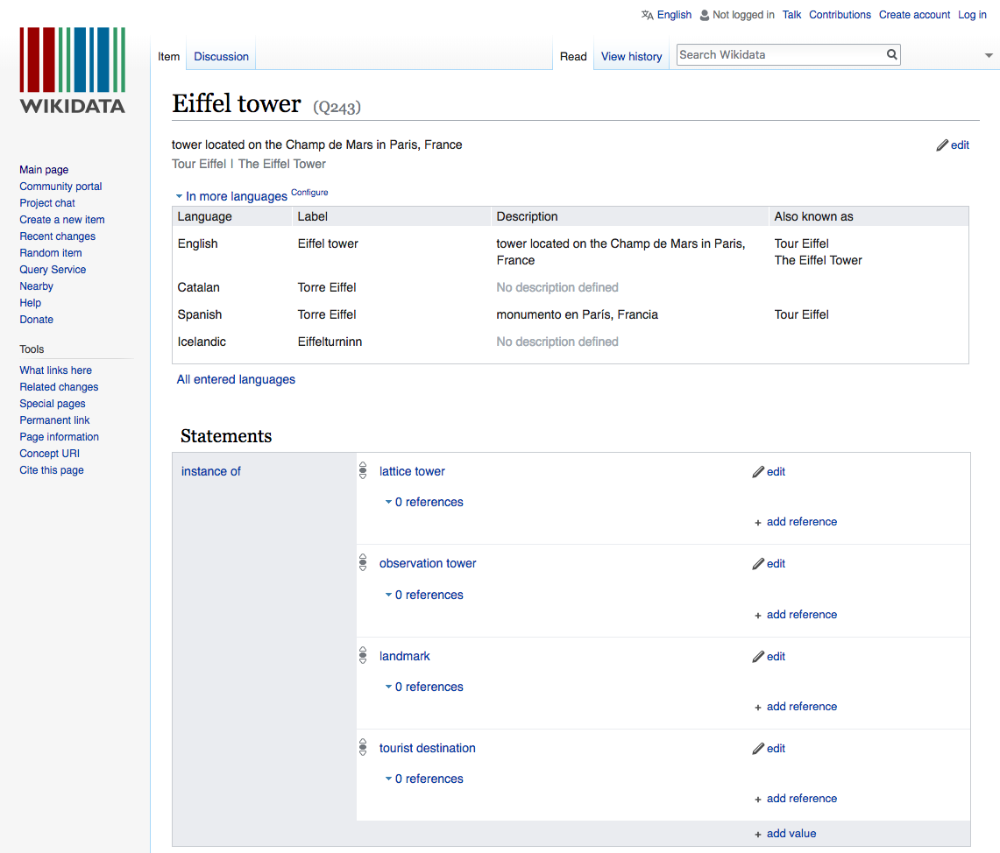 English Not logged in Talk Contributions Create account Log in
WIKIDATA
Item Discussion Read View history Search Wikidata
Main page
Community portal
Project chat
Create a new item
Recent changes
Random item
Query Service
Nearby
Help
Donate
Tools
What links here
Related changes
Special pages
Permanent link
Page information
Concept URI
Cite this page
Eiffel tower (Q243)
tower located on the Champ de Mars in Paris, France edit
Tour Eiffel | The Eiffel Tower
In more languages Configure
Language Label Description Also known as
English Eiffel tower tower located on the Champ de Mars in Paris, Tour Eiffel
France The Eiffel Tower
Catalan Torre Eiffel No description defined
Spanish Torre Eiffel monumento en París, Francia Tour Eiffel
Icelandic Eiffelturninn No description defined
All entered languages
Statements
instance of lattice tower edit
0 references
+ add reference
observation tower edit
0 references
+ add reference
landmark edit
0 references
+ add reference
tourist destination edit
0 references
+ add reference
+ add value